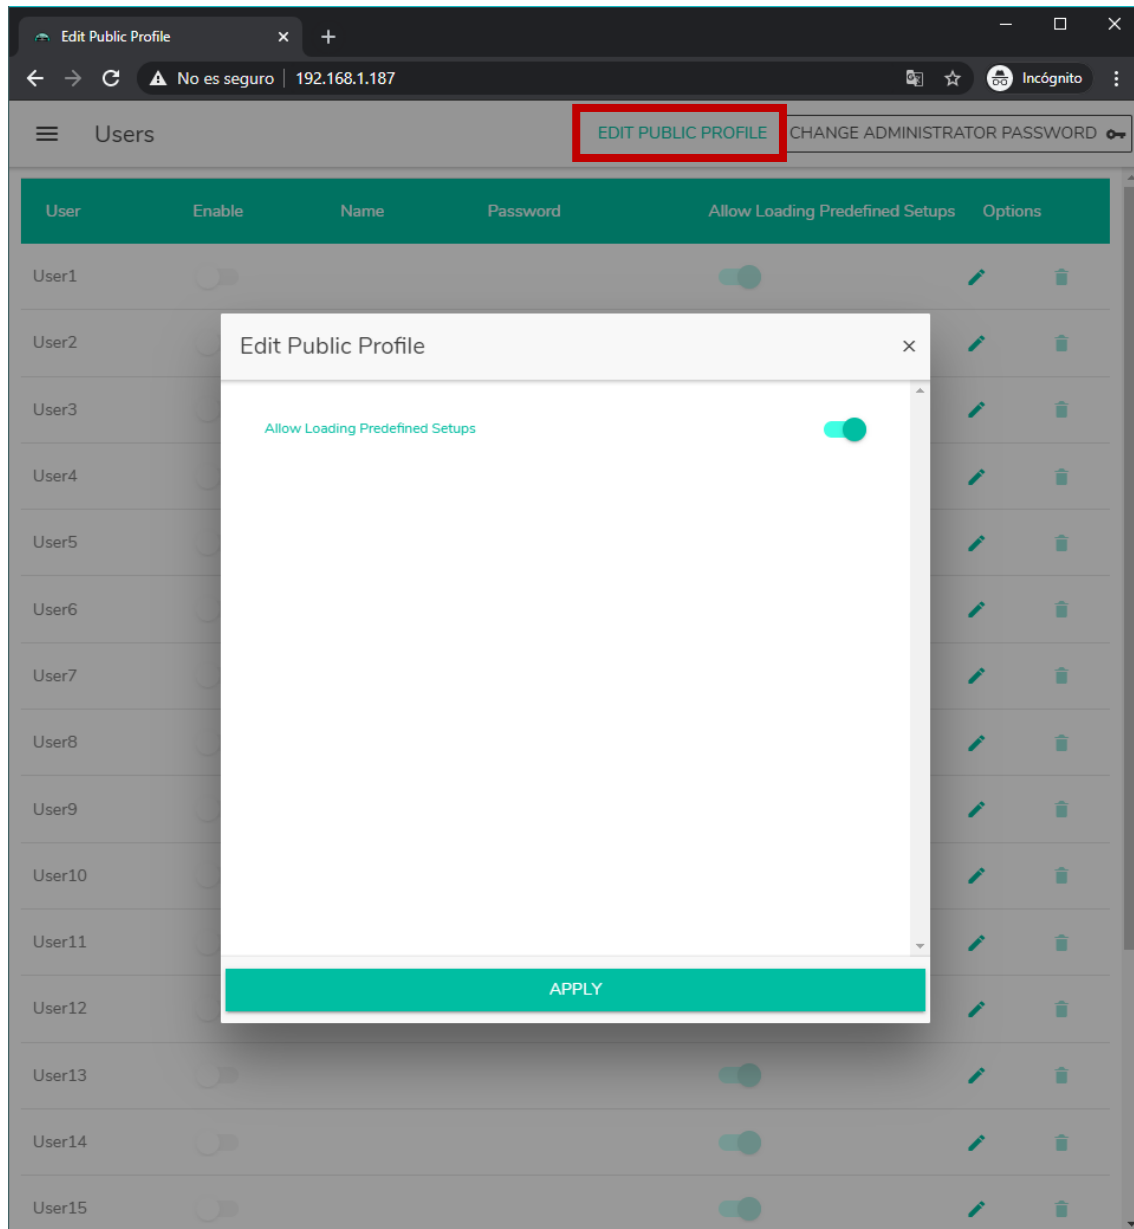 Edit Public Profile
No es seguro | 192.168.1.187
Incógnito
Users
EDIT PUBLIC PROFILE
CHANGE ADMINISTRATOR PASSWORD
User Enable Name Password Allow Loading Predefined Setups Options
User1
User2
Edit Public Profile
User3
Allow Loading Predefined Setups
User4
User5
User6
User7
User8
User9
User10
User11
APPLY
User12
User13
User14
User15